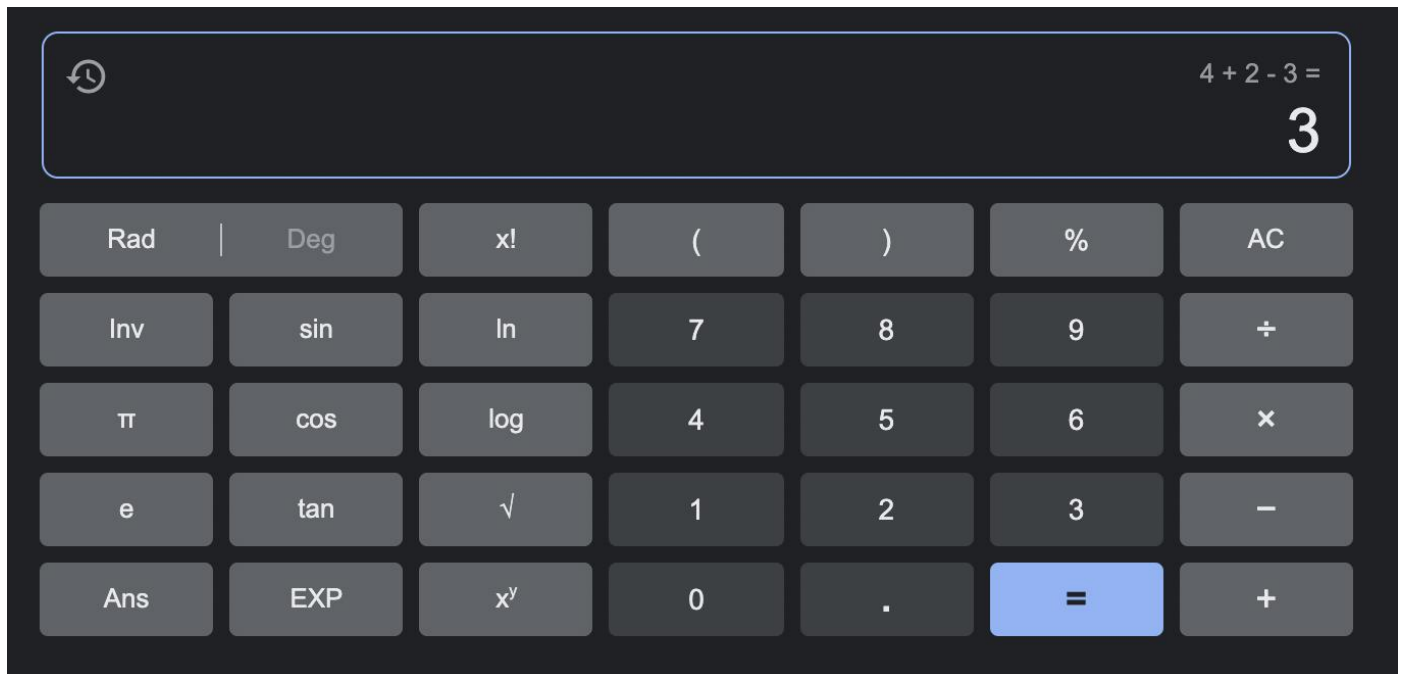 4 + 2 - 3 =
3
Rad | Deg x! ( ) % AC
Inv sin ln 7 8 9 ÷
π cos log 4 5 6 ×
e tan √ 1 2 3 −
Ans EXP xʸ 0 . = +